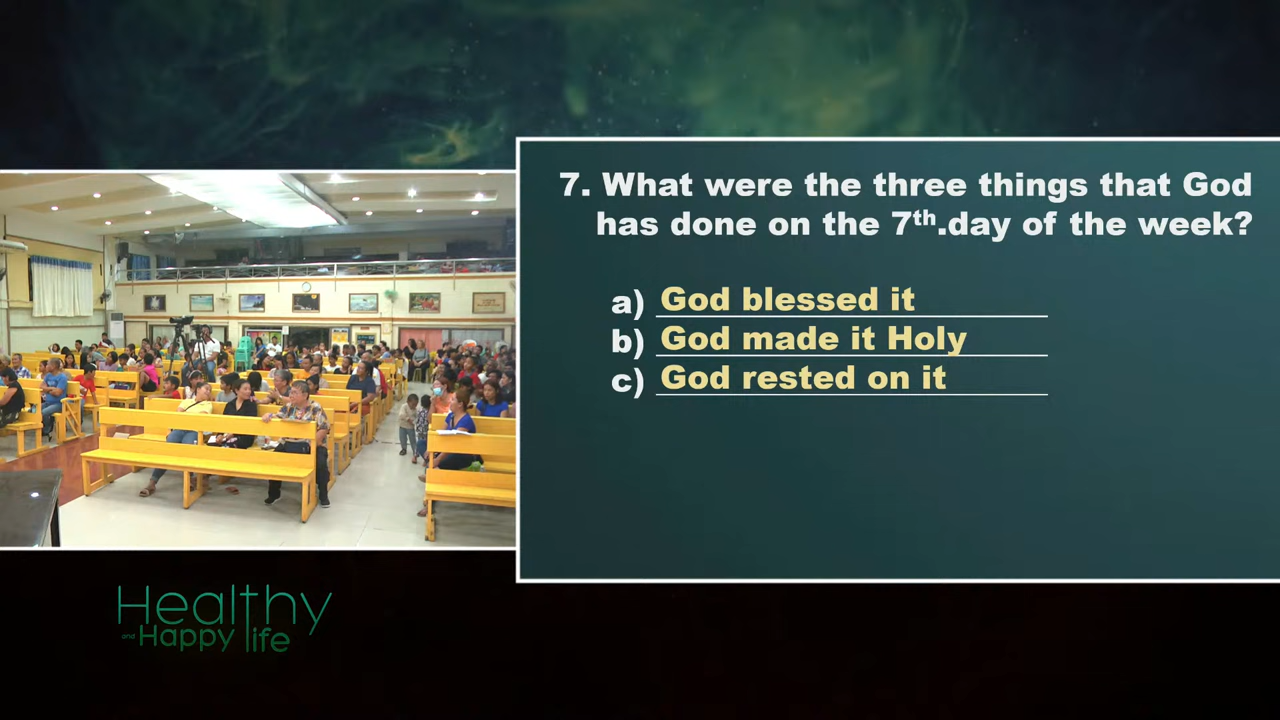 7. What were the three things that God
has done on the 7th.day of the week?
a) God blessed it
b) God made it Holy
c) God rested on it
Healthy
and Happy life